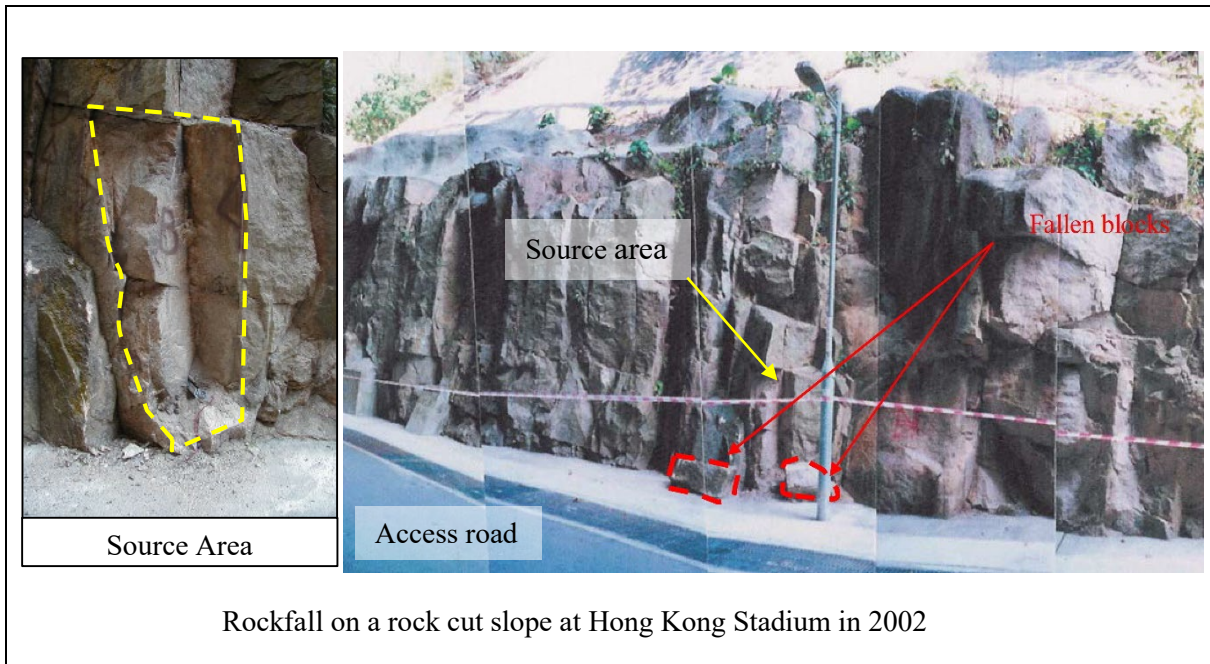 Source area
Fallen blocks
Access road
Source Area
Rockfall on a rock cut slope at Hong Kong Stadium in 2002